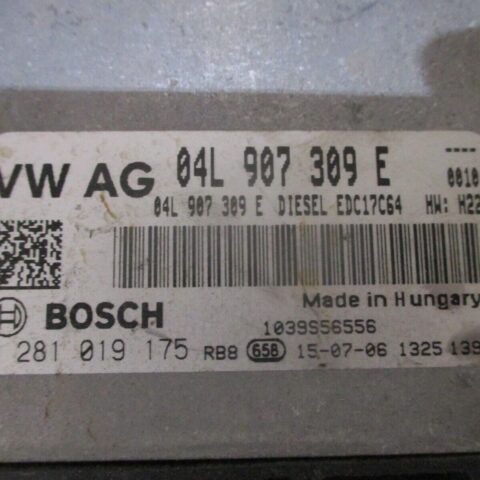 VW AG 04L 907 309 E ----
0010
04L 907 309 E DIESEL EDC17C64 HW: H22
Made in Hungary
BOSCH
1039S56556
281 019 175 RB8 658 15-07-06 1325 139